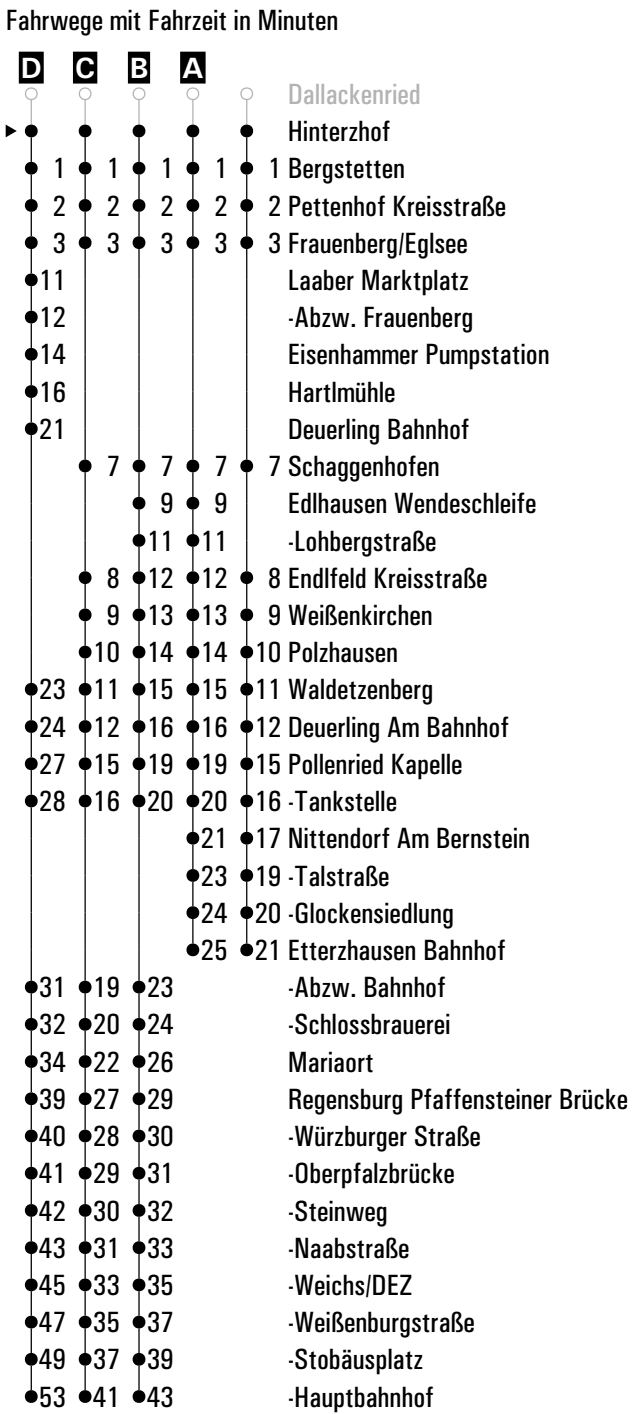 Fahrwege mit Fahrzeit in Minuten
D C B A
Dallackenried
Hinterzhof
1 1 1 1 1 Bergstetten
2 2 2 2 2 Pettenhof Kreisstraße
3 3 3 3 3 Frauenberg/Eglsee
11 Laaber Marktplatz
12 -Abzw. Frauenberg
14 Eisenhammer Pumpstation
16 Hartlmühle
21 Deuerling Bahnhof
7 7 7 7 Schaggenhofen
9 9 Edlhausen Wendeschleife
11 11 -Lohbergstraße
8 12 12 8 Endlfeld Kreisstraße
9 13 13 9 Weißenkirchen
10 14 14 10 Polzhausen
23 11 15 15 11 Waldetzenberg
24 12 16 16 12 Deuerling Am Bahnhof
27 15 19 19 15 Pollenried Kapelle
28 16 20 20 16 -Tankstelle
21 17 Nittendorf Am Bernstein
23 19 -Talstraße
24 20 -Glockensiedlung
25 21 Etterzhausen Bahnhof
31 19 23 -Abzw. Bahnhof
32 20 24 -Schlossbrauerei
34 22 26 Mariaort
39 27 29 Regensburg Pfaffensteiner Brücke
40 28 30 -Würzburger Straße
41 29 31 -Oberpfalzbrücke
42 30 32 -Steinweg
43 31 33 -Naabstraße
45 33 35 -Weichs/DEZ
47 35 37 -Weißenburgstraße
49 37 39 -Stobäusplatz
53 41 43 -Hauptbahnhof